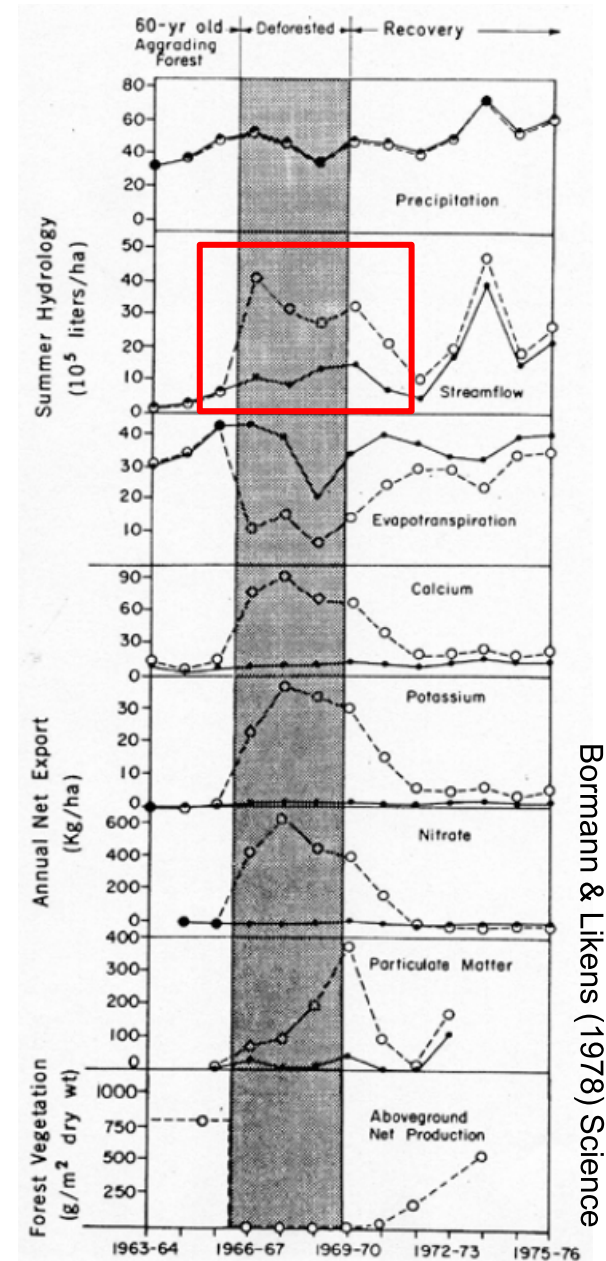 60-yr old
Aggrading
Forest
Deforested
Recovery
80
60
40
20
0
Precipitation
Summer Hydrology
(10⁵ liters/ha)
50
40
30
20
10
0
Streamflow
40
30
20
10
Evapotranspiration
90
60
30
0
Calcium
Annual Net Export
(Kg/ha)
30
20
10
0
Potassium
600
400
200
0
Nitrate
400
300
200
100
0
Particulate Matter
Forest Vegetation
(g/m² dry wt)
1000
750
500
250
Aboveground
Net Production
1963-64
1966-67
1969-70
1972-73
1975-76
Bormann & Likens (1978) Science